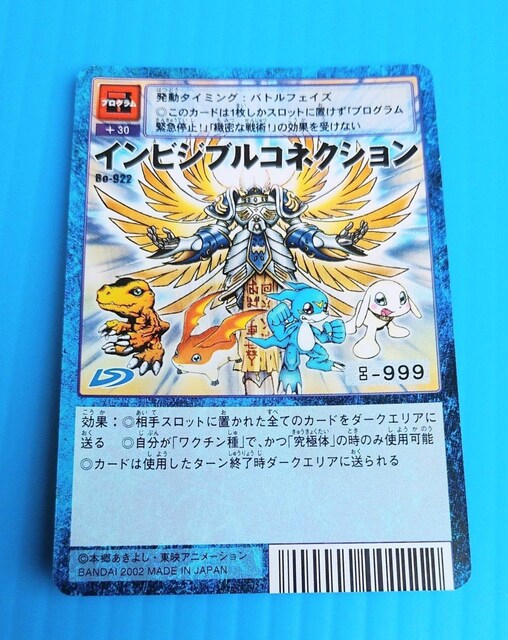 プログラム
発動タイミング：バトルフェイズ
◎このカードは1枚しかスロットに置けず「プログラム
+30
緊急停止!」「緻密な戦術!」の効果を受けない
インビジブルコネクション
Bo-922
-999
効果：◎相手スロットに置かれた全てのカードをダークエリアに
送る ◎自分が「ワクチン種」で、かつ「究極体」の時のみ使用可能
◎カードは使用したターン終了時ダークエリアに送られる
©本郷あきよし・東映アニメーション
BANDAI 2002 MADE IN JAPAN